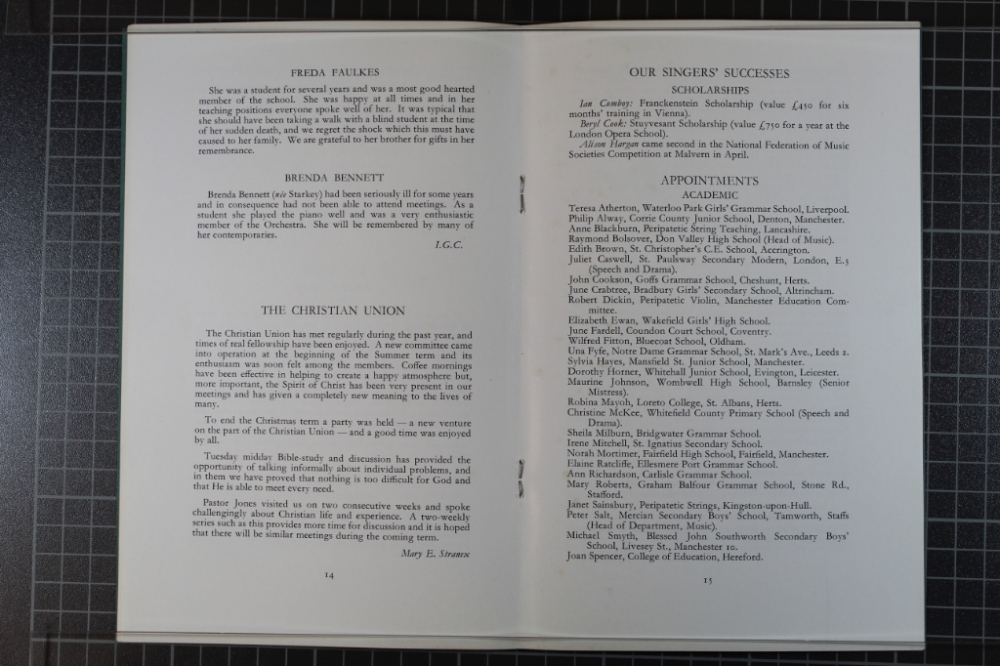 FREDA FAULKES
She was a student for several years and was a most good hearted
member of the school. She was happy at all times and in her
teaching positions everyone spoke well of her. It was typical that
she should have been taking a walk with a blind student at the time
of her sudden death, and we regret the shock which this must have
caused to her family. We are grateful to her brother for gifts in her
remembrance.
BRENDA BENNETT
Brenda Bennett (née Starkey) had been seriously ill for some years
and in consequence had not been able to attend meetings. As a
student she played the piano well and was a very enthusiastic
member of the Orchestra. She will be remembered by many of
her contemporaries.
I.G.C.
THE CHRISTIAN UNION
The Christian Union has met regularly during the past year, and
times of real fellowship have been enjoyed. A new committee came
into operation at the beginning of the Summer term and its
enthusiasm was soon felt among the members. Coffee mornings
have been effective in helping to create a happy atmosphere but,
more important, the Spirit of Christ has been very present in our
meetings and has given a completely new meaning to the lives of
many.
To end the Christmas term a party was held — a new venture
on the part of the Christian Union — and a good time was enjoyed
by all.
Tuesday midday Bible-study and discussion has provided the
opportunity of talking informally about individual problems, and
in them we have proved that nothing is too difficult for God and
that He is able to meet every need.
Pastor Jones visited us on two consecutive weeks and spoke
challengingly about Christian life and experience. A two-weekly
series such as this provides more time for discussion and it is hoped
that there will be similar meetings during the coming term.
Mary E.
14
OUR SINGERS' SUCCESSES
SCHOLARSHIPS
Ian Comboy: Franckenstein Scholarship (value £450 for six
months' training in Vienna).
Beryl Cook: Stuyvesant Scholarship (value £750 for a year at the
London Opera School).
Alison Hargan came second in the National Federation of Music
Societies Competition at Malvern in April.
APPOINTMENTS
ACADEMIC
Teresa Atherton, Waterloo Park Girls' Grammar School, Liverpool.
Philip Alway, Corrie County Junior School, Denton, Manchester.
Anne Blackburn, Peripatetic String Teaching, Lancashire.
Raymond Bolsover, Don Valley High School (Head of Music).
Edith Brown, St. Christopher's C.E. School, Accrington.
Juliet Caswell, St. Paulsway Secondary Modern, London, E.3
(Speech and Drama).
John Cookson, Goffs Grammar School, Cheshunt, Herts.
June Crabtree, Bradbury Girls' Secondary School, Altrincham.
Robert Dickin, Peripatetic Violin, Manchester Education Com-
mittee.
Elizabeth Ewan, Wakefield Girls' High School.
June Fardell, Coundon Court School, Coventry.
Wilfred Fitton, Bluecoat School, Oldham.
Una Fyfe, Notre Dame Grammar School, St. Mark's Ave., Leeds 2.
Sylvia Hayes, Mansfield St. Junior School, Manchester.
Dorothy Horner, Whitehall Junior School, Evington, Leicester.
Maurine Johnson, Wombwell High School, Barnsley (Senior
Mistress).
Robina Mayoh, Loreto College, St. Albans, Herts.
Christine McKee, Whitefield County Primary School (Speech and
Drama).
Sheila Milburn, Bridgwater Grammar School.
Irene Mitchell, St. Ignatius Secondary School.
Norah Mortimer, Fairfield High School, Fairfield, Manchester.
Elaine Ratcliffe, Ellesmere Port Grammar School.
Ann Richardson, Carlisle Grammar School.
Mary Roberts, Graham Balfour Grammar School, Stone Rd.,
Stafford.
Janet Sainsbury, Peripatetic Strings, Kingston-upon-Hull.
Peter Salt, Mercian Secondary Boys' School, Tamworth, Staffs
(Head of Department, Music).
Michael Smyth, Blessed John Southworth Secondary Boys'
School, Livesey St., Manchester 10.
Joan Spencer, College of Education, Hereford.
15